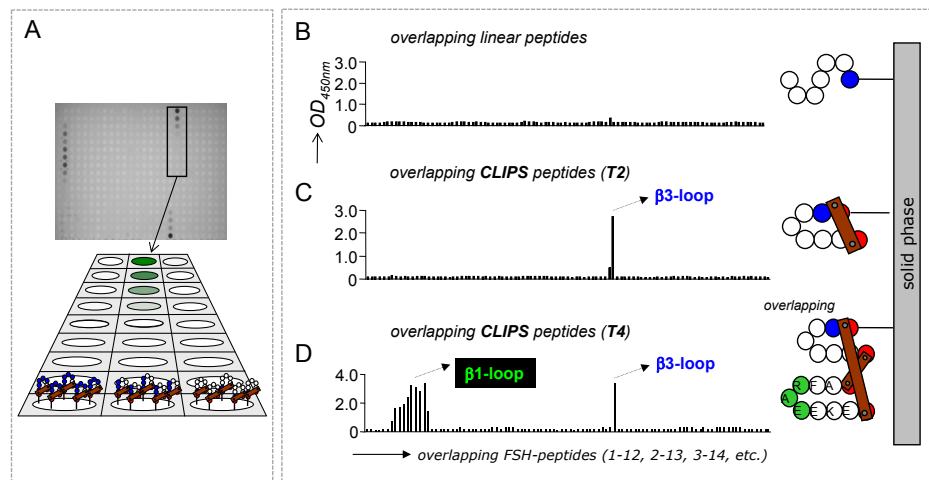 A
B
overlapping linear peptides
3.0
2.0
1.0
0
OD450nm
C
overlapping CLIPS peptides (T2)
β3-loop
3.0
2.0
1.0
0
overlapping CLIPS peptides (T4)
D
β1-loop
β3-loop
4.0
2.0
0
overlapping FSH-peptides (1-12, 2-13, 3-14, etc.)
overlapping
R F A
A
E E K E
solid phase